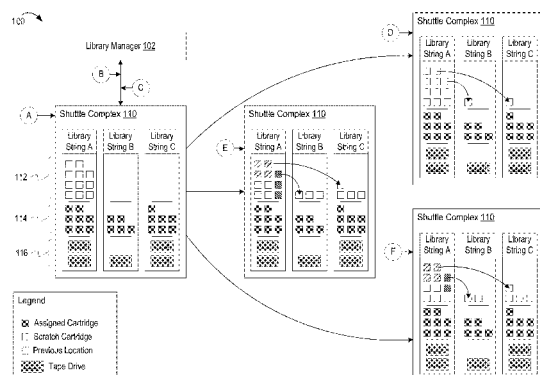 100
Library Manager 102
B
C
A
Shuttle Complex 110
Library String A
Library String B
Library String C
112
114
116
Legend
Assigned Cartridge
Scratch Cartridge
Previous Location
Tape Drive
Shuttle Complex 110
E
Library String A
Library String B
Library String C
Shuttle Complex 110
D
Library String A
Library String B
Library String C
Shuttle Complex 110
F
Library String A
Library String B
Library String C